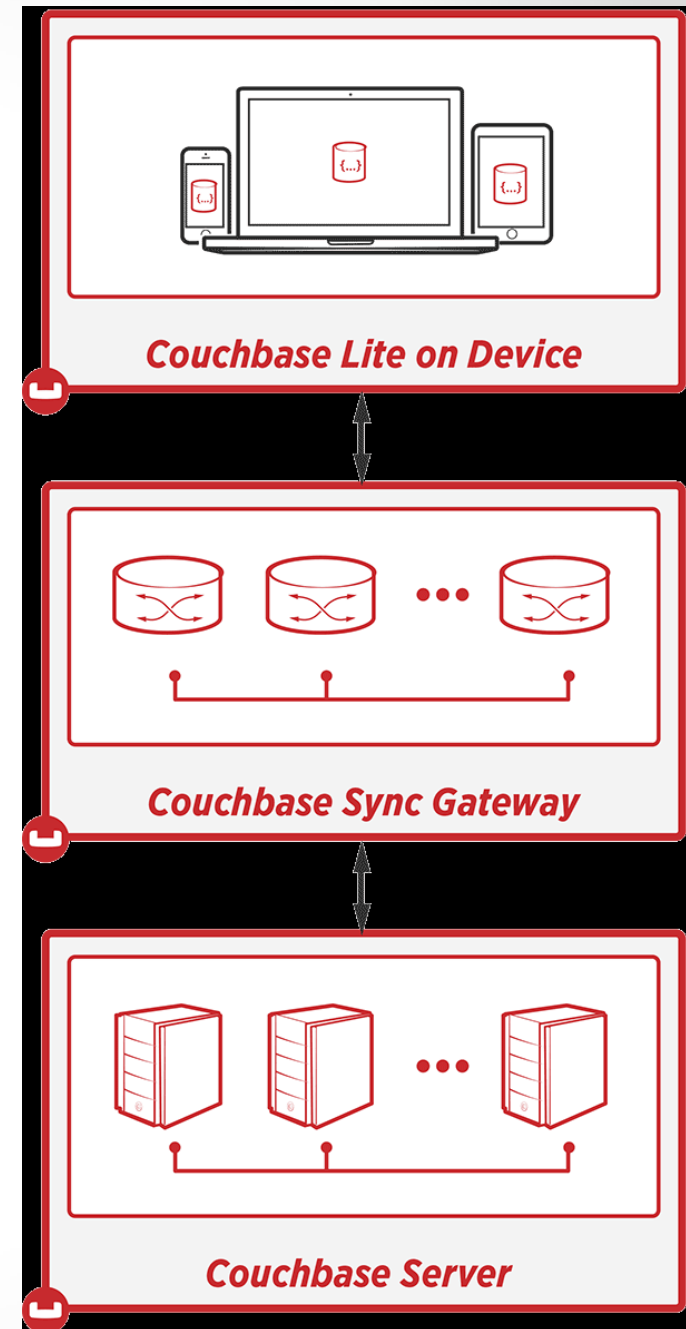 {...}
{...}
{...}
Couchbase Lite on Device
Couchbase Sync Gateway
Couchbase Server